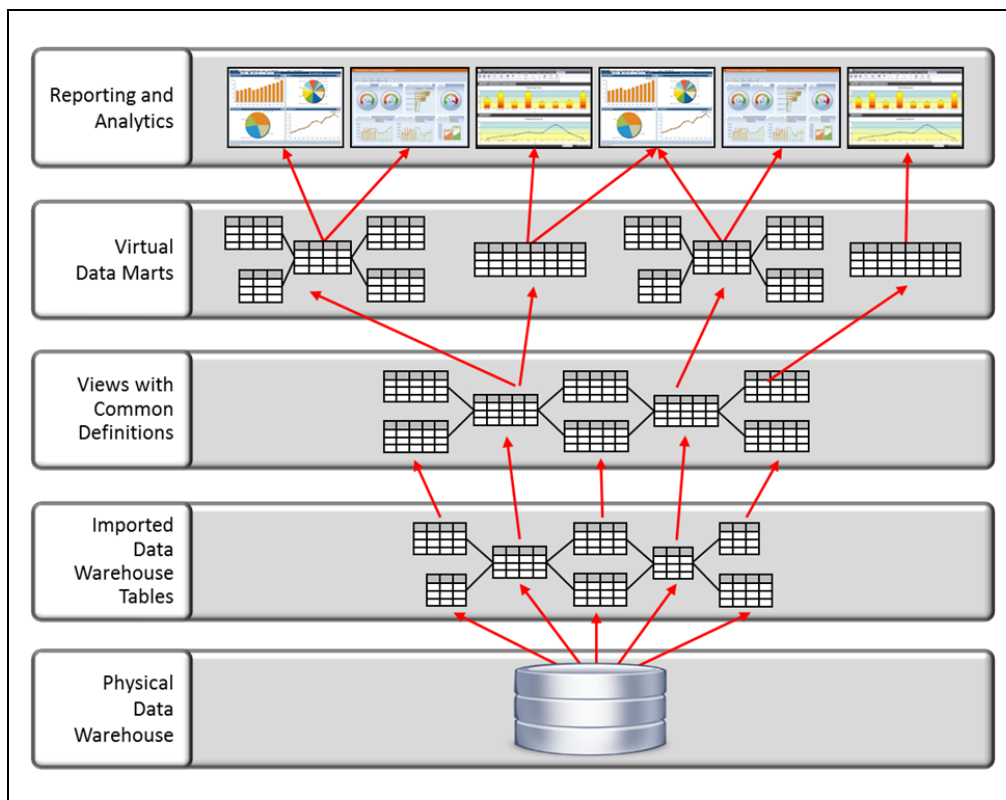 Reporting and
Analytics
Virtual
Data Marts
Views with
Common
Definitions
Imported
Data
Warehouse
Tables
Physical
Data
Warehouse